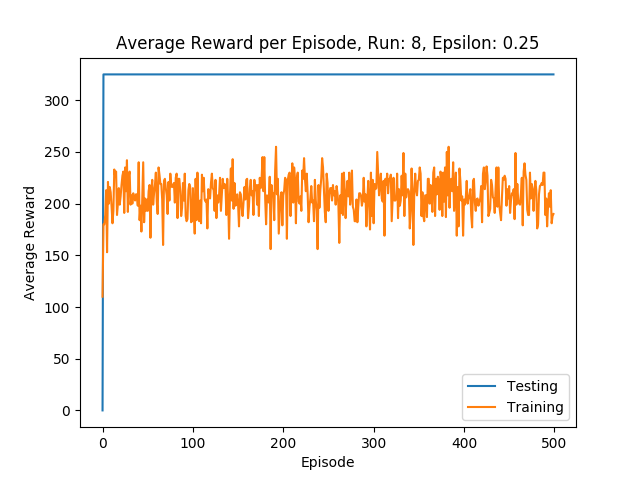 Average Reward per Episode, Run: 8, Epsilon: 0.25
Average Reward
300
250
200
150
100
50
0
0 100 200 300 400 500
Episode
Testing
Training